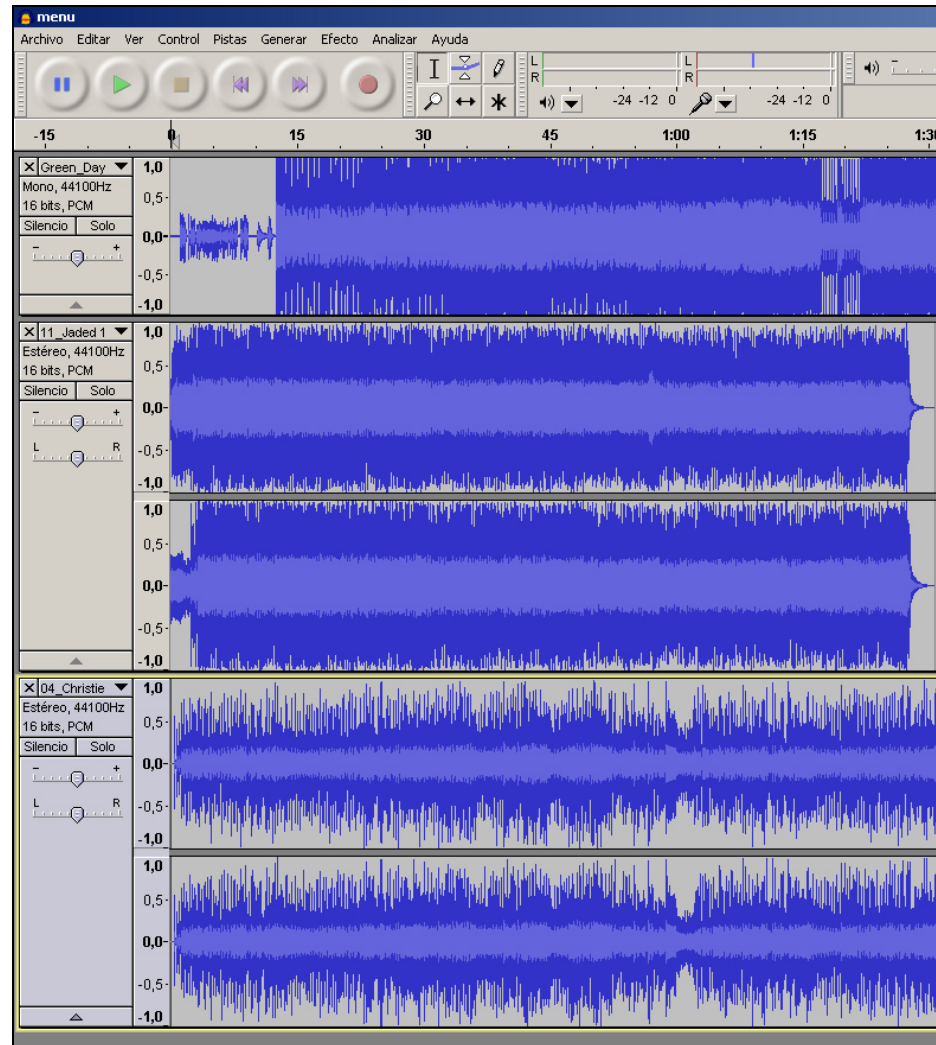 menu
Archivo Editar Ver Control Pistas Generar Efecto Analizar Ayuda
L
R
-24 -12 0
L
R
-24 -12 0
-15 0 15 30 45 1:00 1:15 1:30
Green_Day
Mono, 44100Hz
16 bits, PCM
Silencio Solo
- +
1,0
0,5
0,0
-0,5
-1,0
11_Jaded 1
Estéreo, 44100Hz
16 bits, PCM
Silencio Solo
- +
L R
1,0
0,5
0,0
-0,5
-1,0
1,0
0,5
0,0
-0,5
-1,0
04_Christie
Estéreo, 44100Hz
16 bits, PCM
Silencio Solo
- +
L R
1,0
0,5
0,0
-0,5
-1,0
1,0
0,5
0,0
-0,5
-1,0